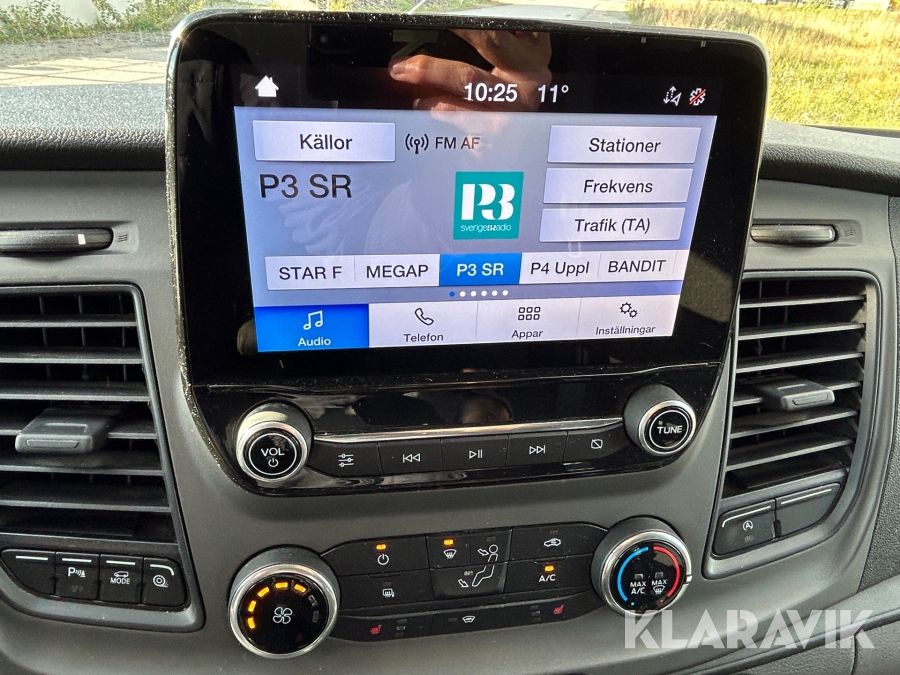 10:25 11°
Källor FM AF Stationer
P3 SR P3 Frekvens
sverigesradio Trafik (TA)
STAR F MEGAP P3 SR P4 Uppl BANDIT
Audio Telefon Appar Inställningar
VOL TUNE
MODE
A/C
MAX A/C MAX
KLARAVIK